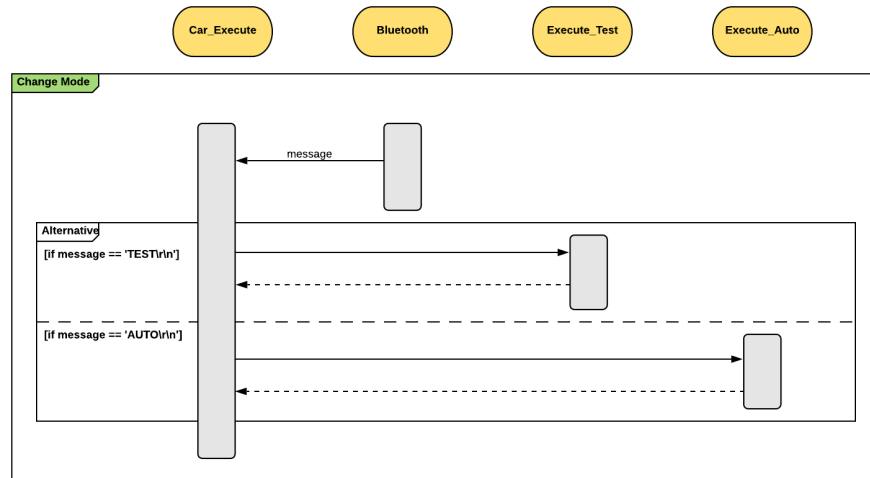 Car_Execute
Bluetooth
Execute_Test
Execute_Auto
Change Mode
message
Alternative
[if message == 'TEST\r\n']
[if message == 'AUTO\r\n']